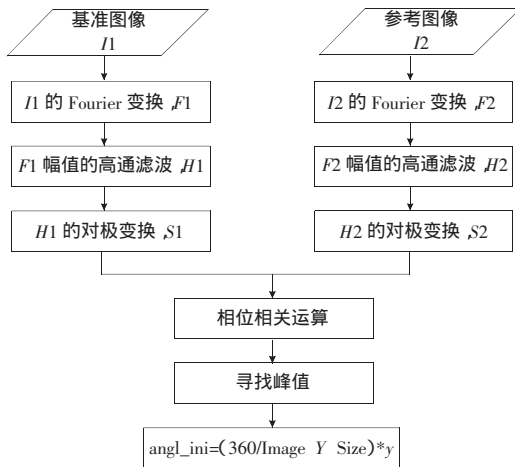 基准图像
I1
参考图像
I2
I1 的 Fourier 变换 ,F1
I2 的 Fourier 变换 ,F2
F1 幅值的高通滤波 ,H1
F2 幅值的高通滤波 ,H2
H1 的对极变换 ,S1
H2 的对极变换 ,S2
相位相关运算
寻找峰值
angl_ini=(360/Image Y Size)*y